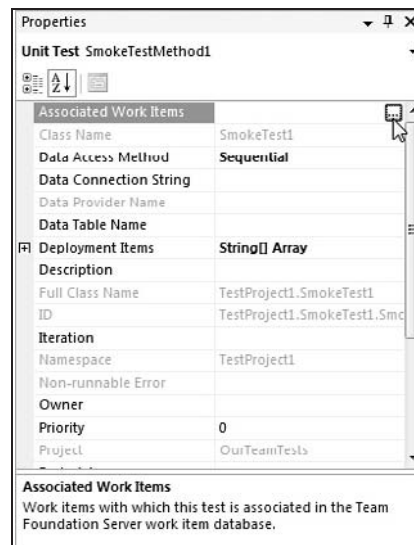 Properties
Unit Test SmokeTestMethod1
Associated Work Items
Class Name SmokeTest1
Data Access Method Sequential
Data Connection String
Data Provider Name
Data Table Name
Deployment Items String[] Array
Description
Full Class Name TestProject1.SmokeTest1
ID TestProject1.SmokeTest1.Smo
Iteration
Namespace TestProject1
Non-runnable Error
Owner
Priority 0
Project OurTeamTests
Associated Work Items
Work items with which this test is associated in the Team
Foundation Server work item database.